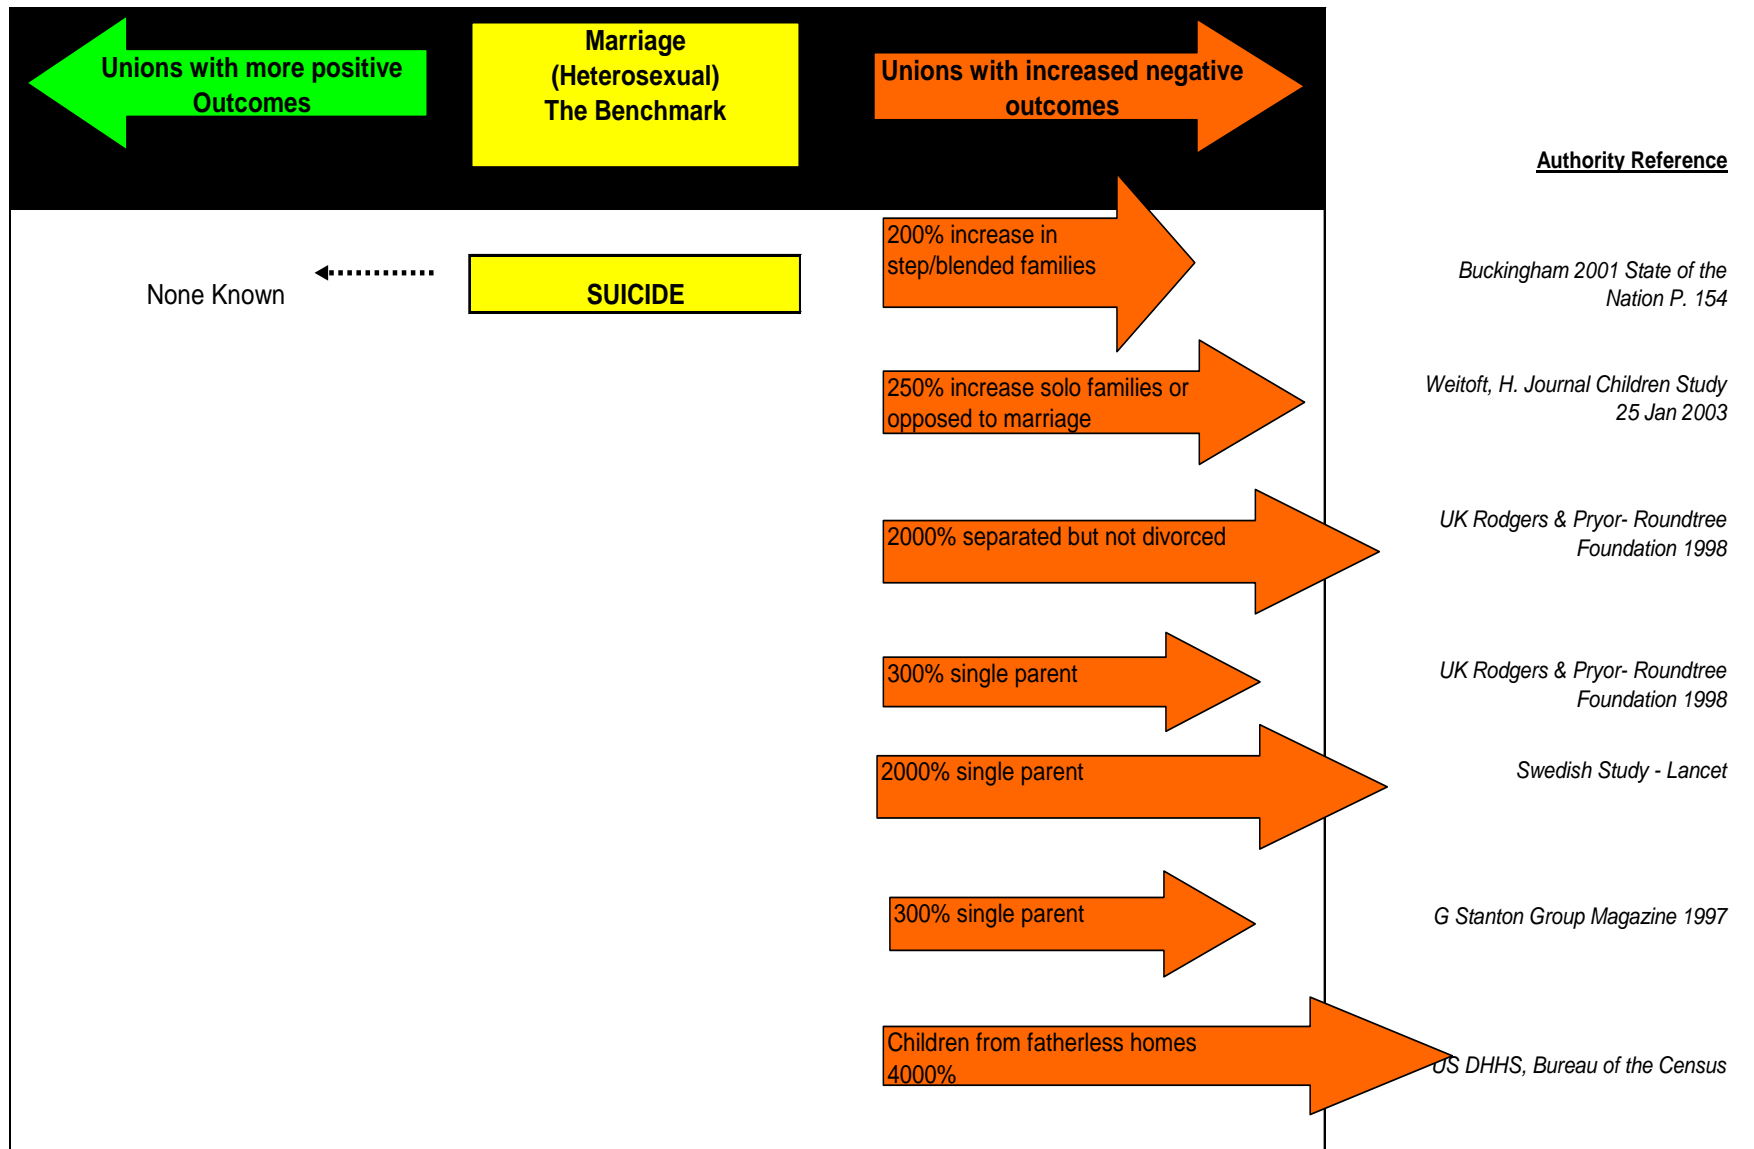 Unions with more positive
Outcomes
Marriage
(Heterosexual)
The Benchmark
Unions with increased negative
outcomes
Authority Reference
None Known
SUICIDE
200% increase in
step/blended families
Buckingham 2001 State of the
Nation P. 154
250% increase solo families or
opposed to marriage
Weitoft, H. Journal Children Study
25 Jan 2003
2000% separated but not divorced
UK Rodgers & Pryor- Roundtree
Foundation 1998
300% single parent
UK Rodgers & Pryor- Roundtree
Foundation 1998
2000% single parent
Swedish Study - Lancet
300% single parent
G Stanton Group Magazine 1997
Children from fatherless homes
4000%
US DHHS, Bureau of the Census